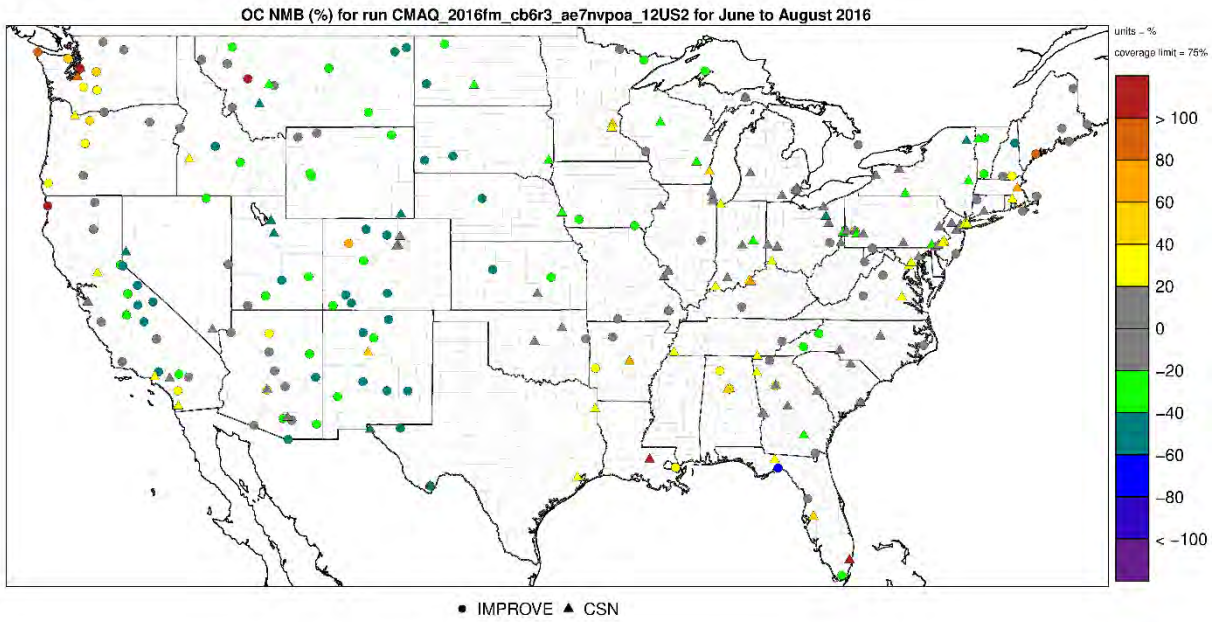 OC NMB (%) for run CMAQ_2016fm_cb6r3_ae7nvpoa_12US2 for June to August 2016
units = %
coverage limit = 75%
> 100
80
60
40
20
0
−20
−40
−60
−80
< −100
● IMPROVE ▲ CSN